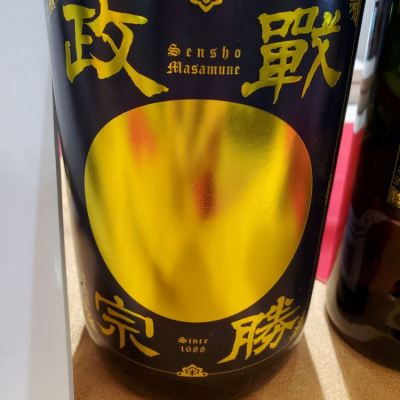 戰
勝
政
宗
Sensho
Masamune
Since
1688